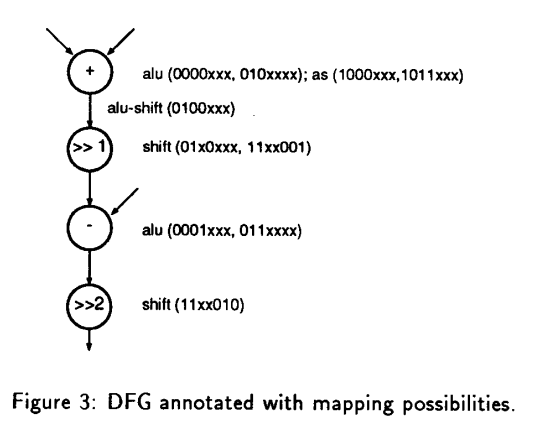 +
alu (0000xxx, 010xxxx); as (1000xxx,1011xxx)
alu-shift (0100xxx)
>> 1
shift (01x0xxx, 11xx001)
-
alu (0001xxx, 011xxxx)
>>2
shift (11xx010)
Figure 3: DFG annotated with mapping possibilities.